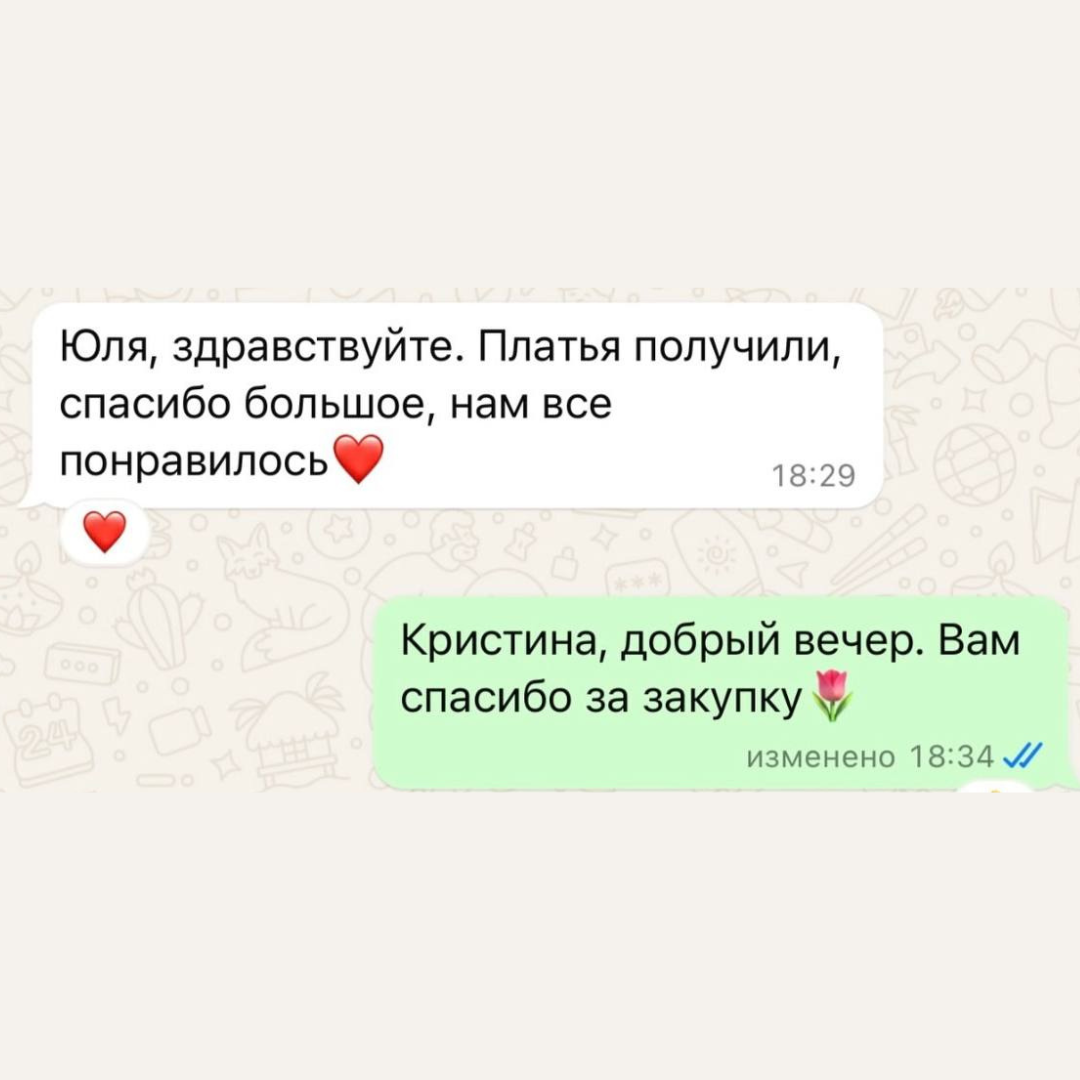 Юля, здравствуйте. Платья получили,
спасибо большое, нам все
понравилось❤️
18:29
❤️
Кристина, добрый вечер. Вам
спасибо за закупку🌷
изменено 18:34
24